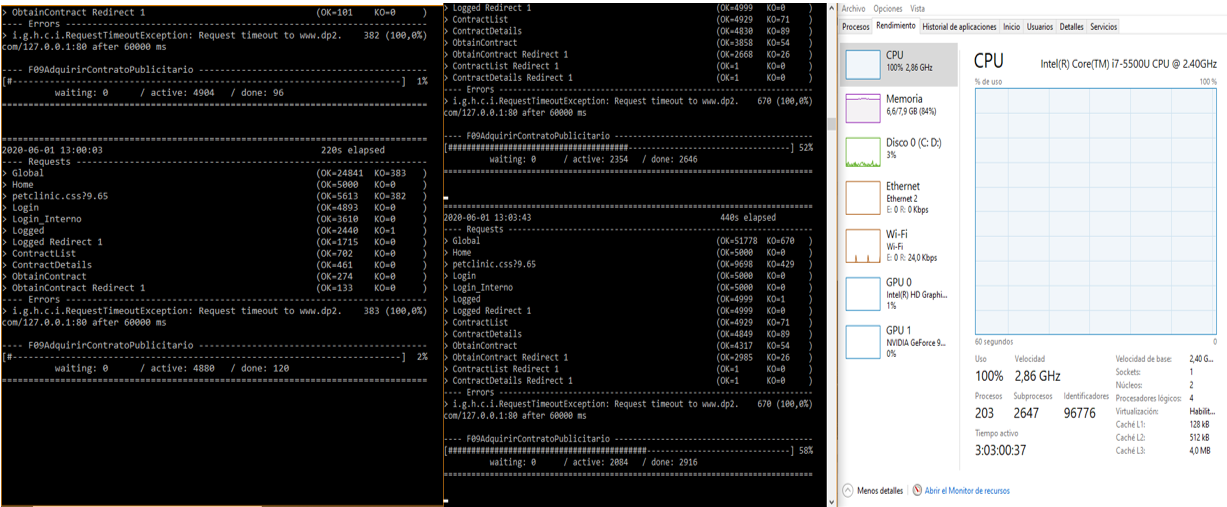 > ObtainContract Redirect 1 (OK=101 KO=0 )
---- Errors --------------------------------------------------------------------
> i.g.h.c.i.RequestTimeoutException: Request timeout to www.dp2. 382 (100,0%)
com/127.0.0.1:80 after 60000 ms
---- F09AdquirirContratoPublicitario -------------------------------------------
[#--------------------------------------------------------------------------] 1%
waiting: 0 / active: 4904 / done: 96
================================================================================
================================================================================
2020-06-01 13:00:03 220s elapsed
---- Requests ------------------------------------------------------------------
> Global (OK=24841 KO=383 )
> Home (OK=5000 KO=0 )
> petclinic.css?9.65 (OK=5613 KO=382 )
> Login (OK=4893 KO=0 )
> Login_Interno (OK=3610 KO=0 )
> Logged (OK=2440 KO=1 )
> Logged Redirect 1 (OK=1715 KO=0 )
> ContractList (OK=702 KO=0 )
> ContractDetails (OK=461 KO=0 )
> ObtainContract (OK=274 KO=0 )
> ObtainContract Redirect 1 (OK=133 KO=0 )
---- Errors --------------------------------------------------------------------
> i.g.h.c.i.RequestTimeoutException: Request timeout to www.dp2. 383 (100,0%)
com/127.0.0.1:80 after 60000 ms
---- F09AdquirirContratoPublicitario -------------------------------------------
[#--------------------------------------------------------------------------] 2%
waiting: 0 / active: 4880 / done: 120
================================================================================
> Logged Redirect 1 (OK=4999 KO=0 )
> ContractList (OK=4929 KO=71 )
> ContractDetails (OK=4830 KO=89 )
> ObtainContract (OK=3858 KO=54 )
> ObtainContract Redirect 1 (OK=2668 KO=26 )
> ContractList Redirect 1 (OK=1 KO=0 )
> ContractDetails Redirect 1 (OK=1 KO=0 )
---- Errors --------------------------------------------------------------------
> i.g.h.c.i.RequestTimeoutException: Request timeout to www.dp2. 670 (100,0%)
com/127.0.0.1:80 after 60000 ms
---- F09AdquirirContratoPublicitario -------------------------------------------
[#######################################-----------------------------------] 52%
waiting: 0 / active: 2354 / done: 2646
================================================================================
================================================================================
2020-06-01 13:03:43 440s elapsed
---- Requests ------------------------------------------------------------------
> Global (OK=51778 KO=670 )
> Home (OK=5000 KO=0 )
> petclinic.css?9.65 (OK=9698 KO=429 )
> Login (OK=5000 KO=0 )
> Login_Interno (OK=5000 KO=0 )
> Logged (OK=4999 KO=1 )
> Logged Redirect 1 (OK=4999 KO=0 )
> ContractList (OK=4929 KO=71 )
> ContractDetails (OK=4849 KO=89 )
> ObtainContract (OK=4317 KO=54 )
> ObtainContract Redirect 1 (OK=2985 KO=26 )
> ContractList Redirect 1 (OK=1 KO=0 )
> ContractDetails Redirect 1 (OK=1 KO=0 )
---- Errors --------------------------------------------------------------------
> i.g.h.c.i.RequestTimeoutException: Request timeout to www.dp2. 670 (100,0%)
com/127.0.0.1:80 after 60000 ms
---- F09AdquirirContratoPublicitario -------------------------------------------
[###########################################-------------------------------] 58%
waiting: 0 / active: 2084 / done: 2916
================================================================================
Archivo Opciones Vista
Procesos Rendimiento Historial de aplicaciones Inicio Usuarios Detalles Servicios
CPU
100% 2,86 GHz
Memoria
6,6/7,9 GB (84%)
Disco 0 (C: D:)
3%
Ethernet
Ethernet 2
E: 0 R: 0 Kbps
Wi-Fi
Wi-Fi
E: 0 R: 24,0 Kbps
GPU 0
Intel(R) HD Graphi...
1%
GPU 1
NVIDIA GeForce 9...
0%
CPU Intel(R) Core(TM) i7-5500U CPU @ 2.40GHz
% de uso 100 %
60 segundos 0
Uso Velocidad
100% 2,86 GHz
Procesos Subprocesos Identificadores
203 2647 96776
Tiempo activo
3:03:00:37
Velocidad de base: 2,40 G...
Sockets: 1
Núcleos: 2
Procesadores lógicos: 4
Virtualización: Habilit...
Caché L1: 128 kB
Caché L2: 512 kB
Caché L3: 4,0 MB
Menos detalles Abrir el Monitor de recursos